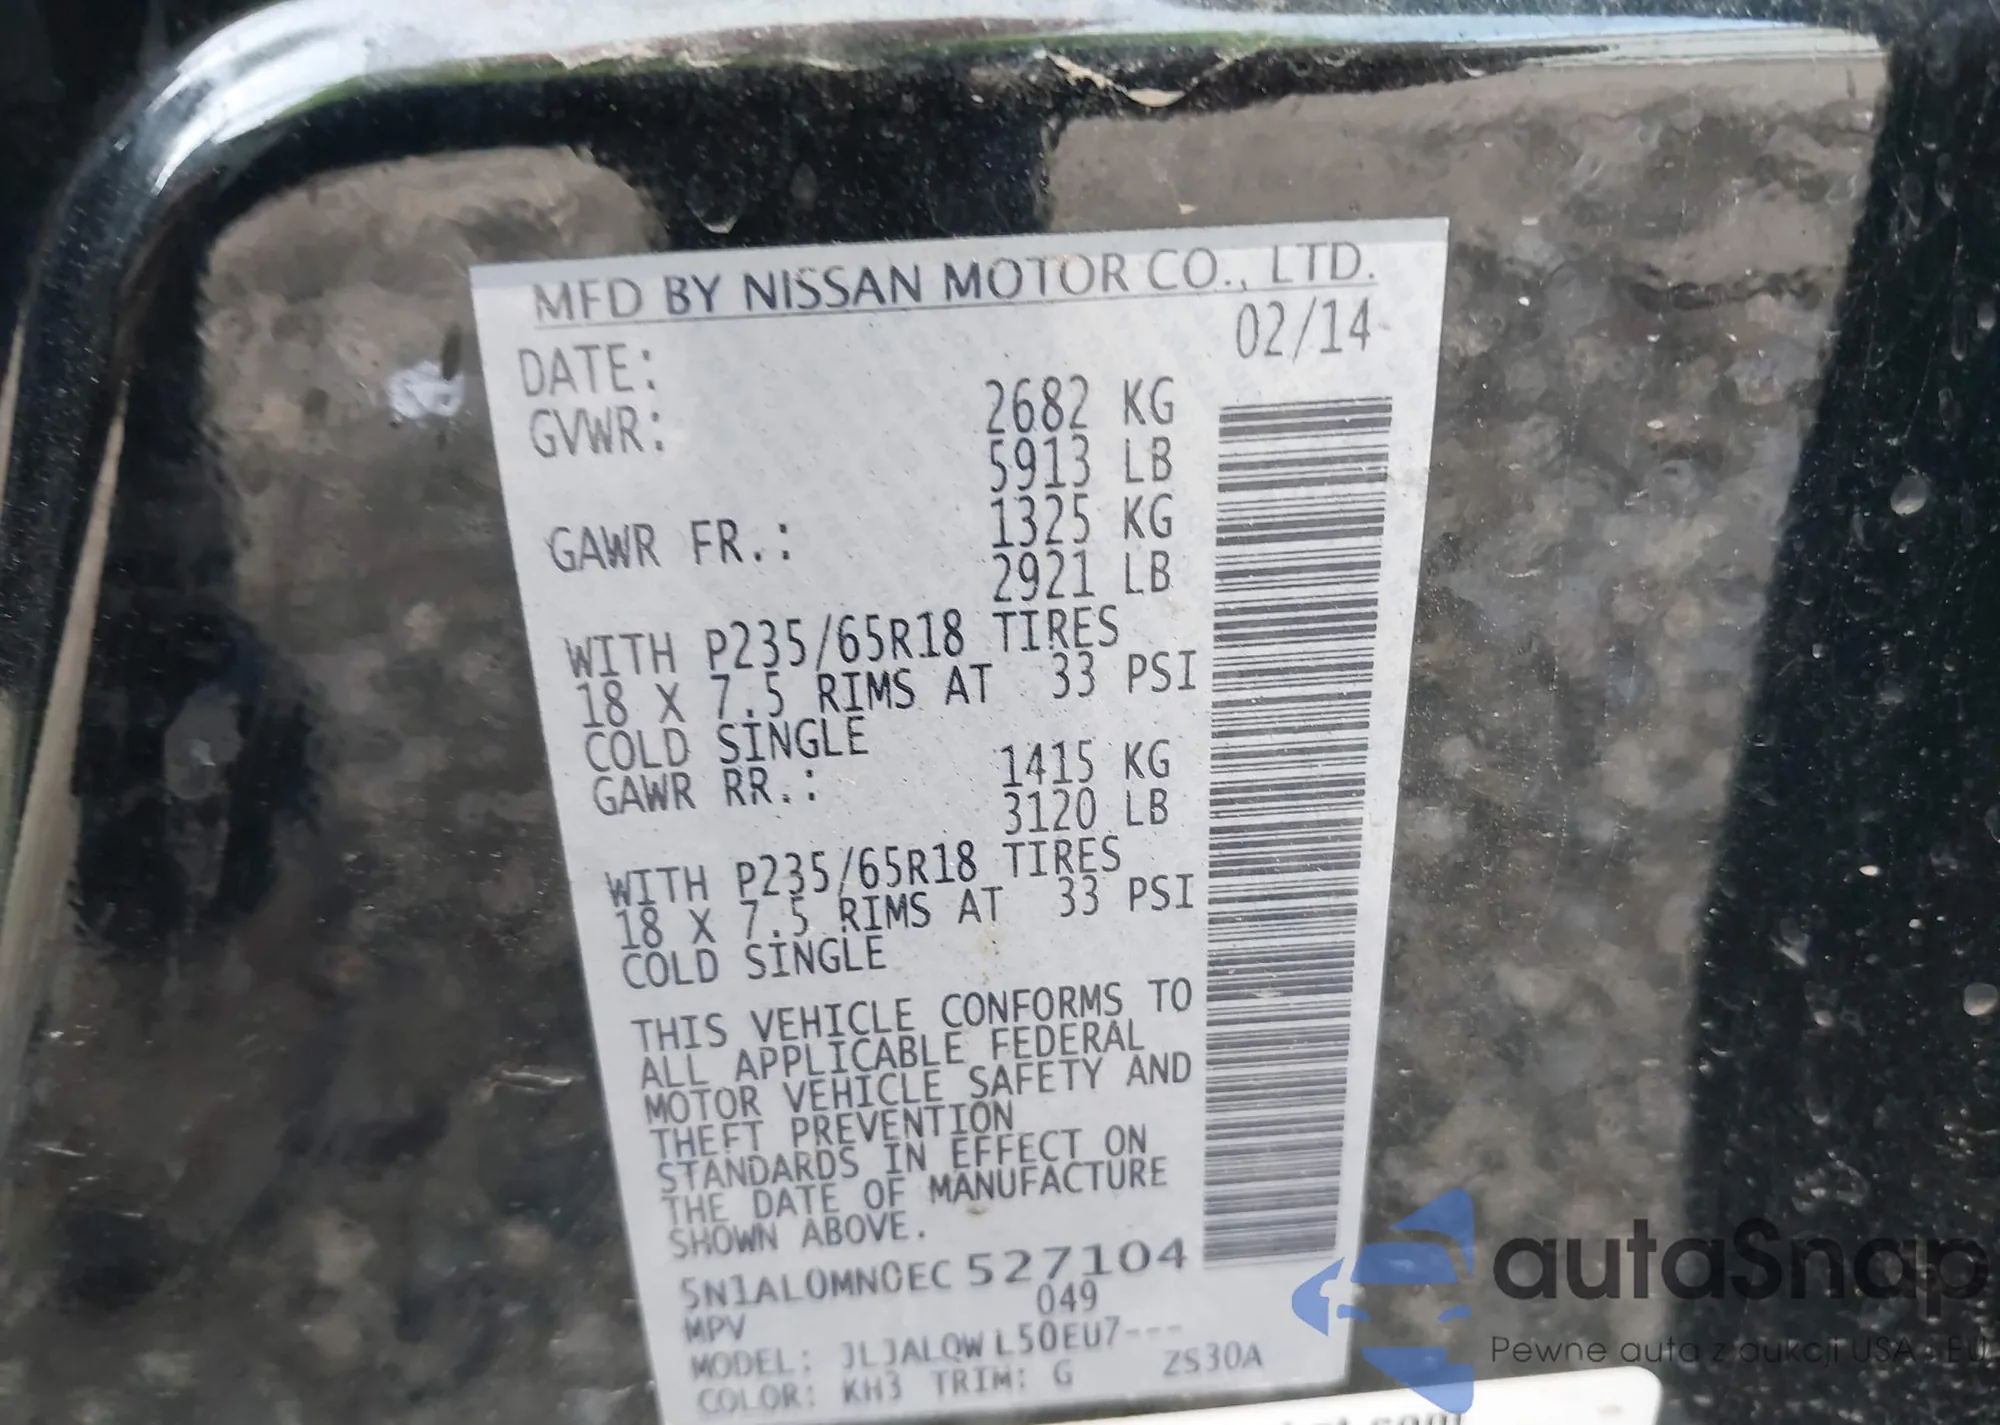 MFD BY NISSAN MOTOR CO., LTD.
DATE: 02/14
GVWR: 2682 KG
5913 LB
GAWR FR.: 1325 KG
2921 LB
WITH P235/65R18 TIRES
18 X 7.5 RIMS AT 33 PSI
COLD SINGLE
GAWR RR.: 1415 KG
3120 LB
WITH P235/65R18 TIRES
18 X 7.5 RIMS AT 33 PSI
COLD SINGLE
THIS VEHICLE CONFORMS TO
ALL APPLICABLE FEDERAL
MOTOR VEHICLE SAFETY AND
THEFT PREVENTION
STANDARDS IN EFFECT ON
THE DATE OF MANUFACTURE
SHOWN ABOVE.
5N1AL0MN0EC 527104
MPV 049
MODEL: JLJALQW L50EU7---
COLOR: KH3 TRIM: G ZS30A
autaSnap
Pewne auta z aukcji USA i EU